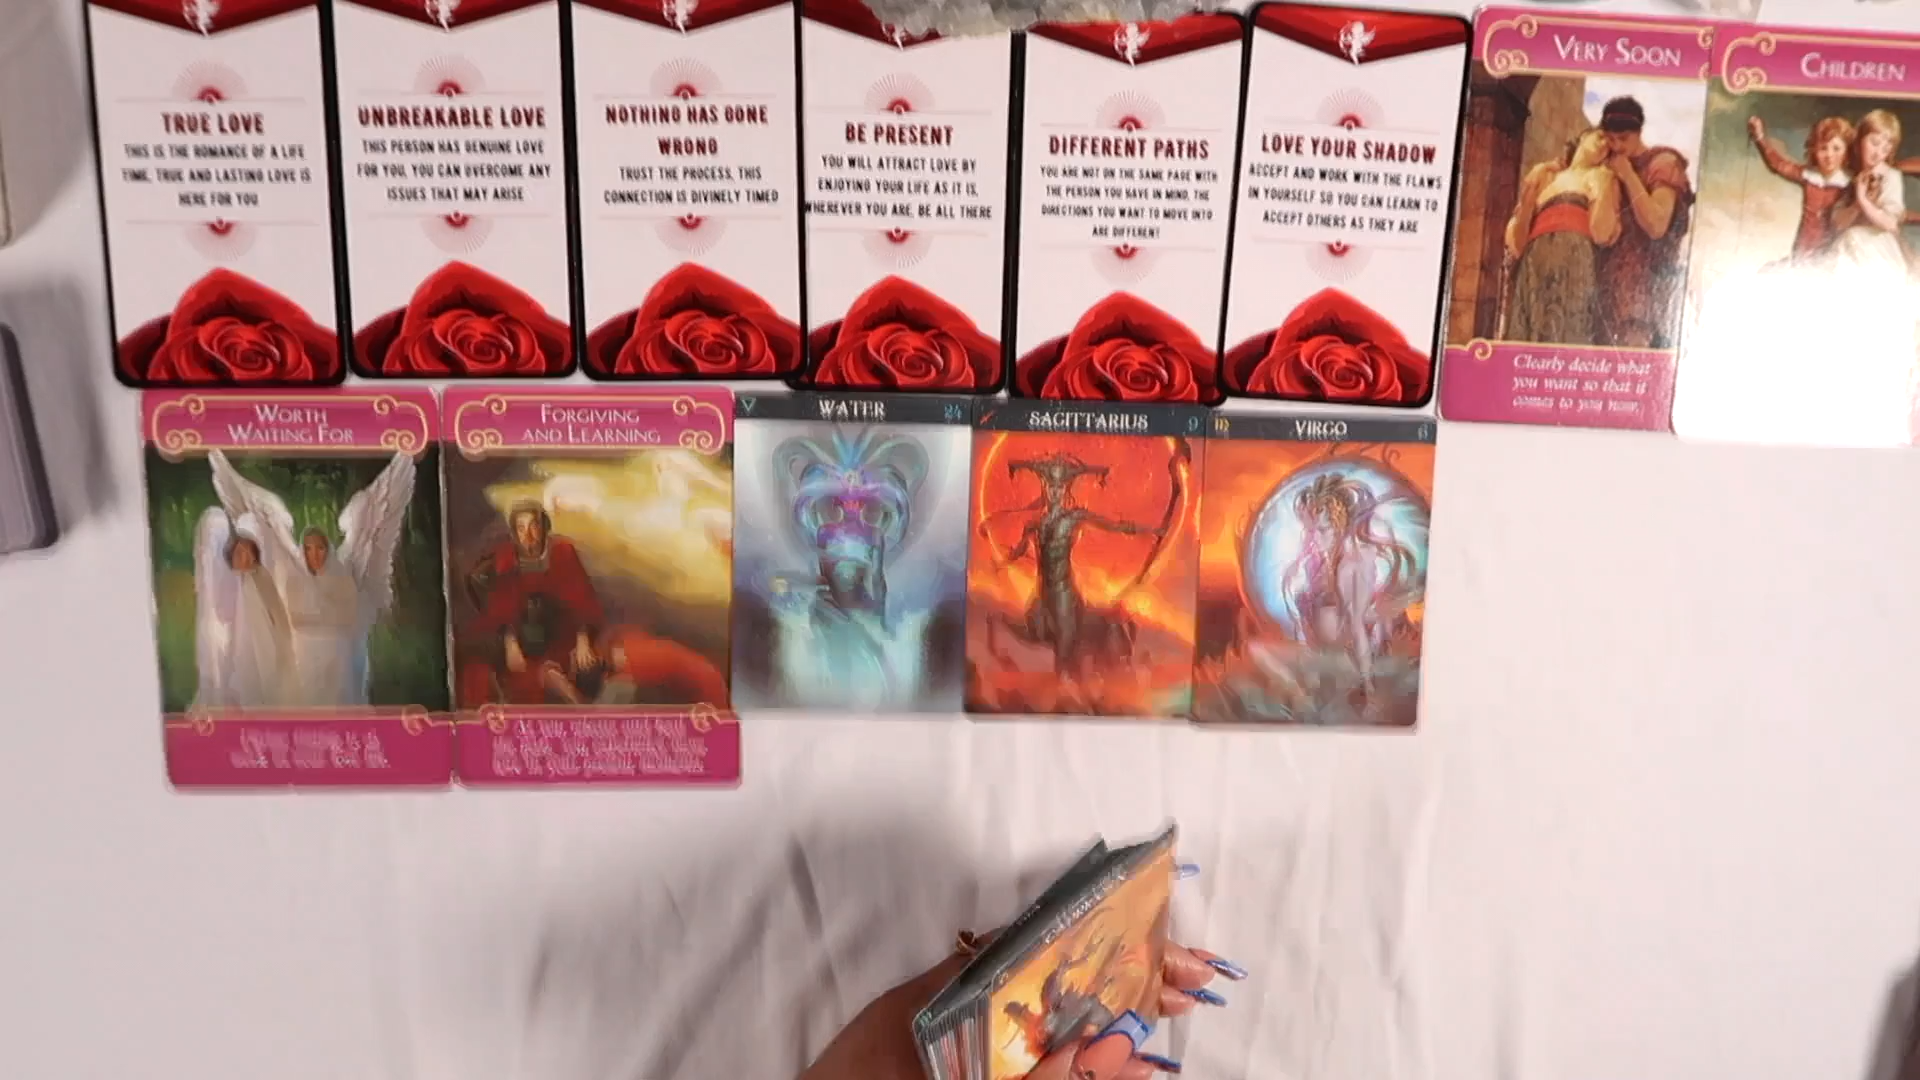 TRUE LOVE
THIS IS THE ROMANCE OF A LIFE
TIME, TRUE AND LASTING LOVE IS
HERE FOR YOU
UNBREAKABLE LOVE
THIS PERSON HAS GENUINE LOVE
FOR YOU, YOU CAN OVERCOME ANY
ISSUES THAT MAY ARISE
NOTHING HAS GONE
WRONG
TRUST THE PROCESS, THIS
CONNECTION IS DIVINELY TIMED
BE PRESENT
YOU WILL ATTRACT LOVE BY
ENJOYING YOUR LIFE AS IT IS,
WHEREVER YOU ARE, BE ALL THERE
DIFFERENT PATHS
YOU ARE NOT ON THE SAME PAGE WITH
THE PERSON YOU HAVE IN MIND, THE
DIRECTIONS YOU WANT TO MOVE INTO
ARE DIFFERENT
LOVE YOUR SHADOW
ACCEPT AND WORK WITH THE FLAWS
IN YOURSELF SO YOU CAN LEARN TO
ACCEPT OTHERS AS THEY ARE
VERY SOON
Clearly decide what
you want so that it
comes to you now.
CHILDREN
WORTH
WAITING FOR
FORGIVING
AND LEARNING
WATER 24
SAGITTARIUS 9
VIRGO 6